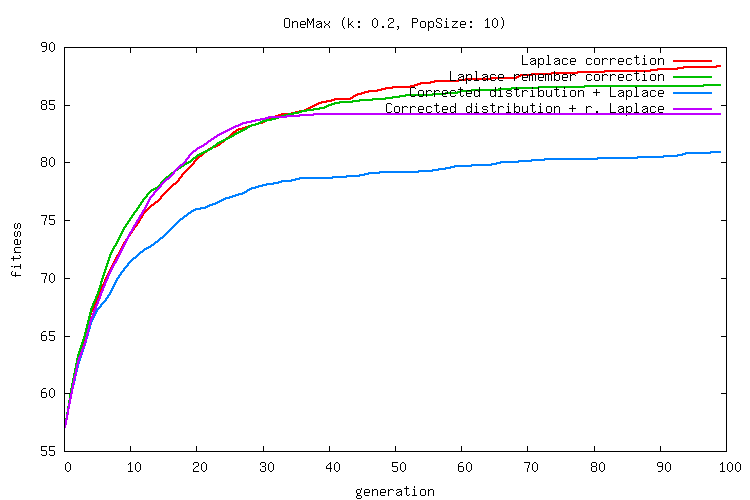 OneMax (k: 0.2, PopSize: 10)
90
85
80
75
70
65
60
55
fitness
Laplace correction
Laplace remember correction
Corrected distribution + Laplace
Corrected distribution + r. Laplace
0 10 20 30 40 50 60 70 80 90 100
generation